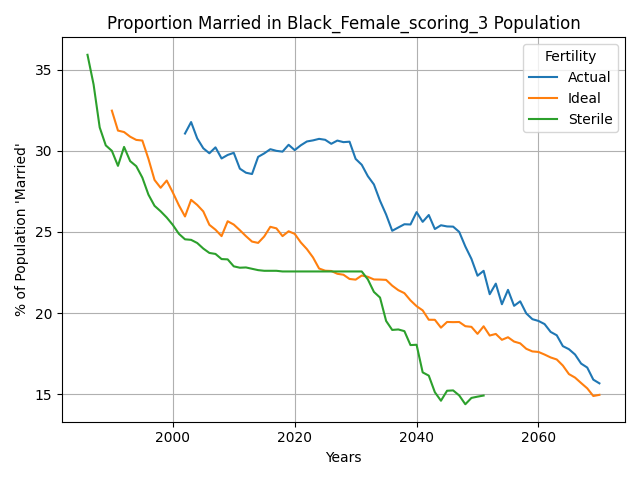 Proportion Married in Black_Female_scoring_3 Population
Fertility
Actual
Ideal
Sterile
% of Population 'Married'
35
30
25
20
15
2000
2020
2040
2060
Years